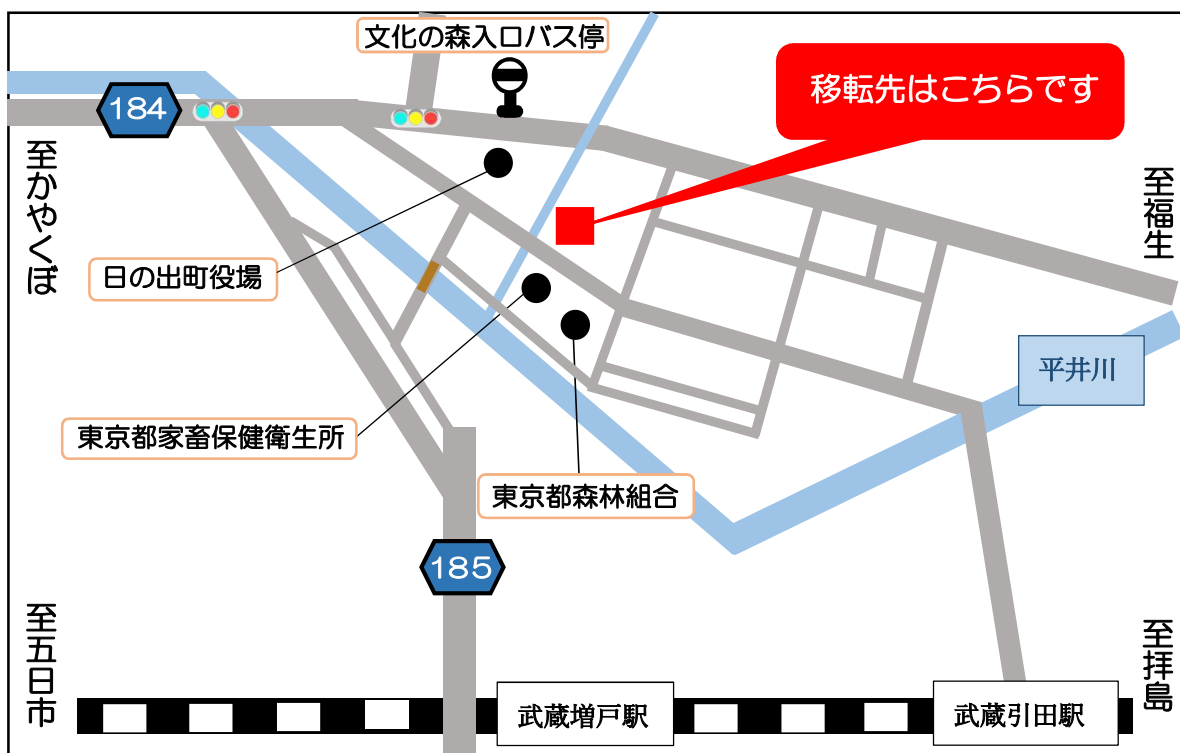 文化の森入口バス停
移転先はこちらです
184
至かやくぼ
至福生
日の出町役場
平井川
東京都家畜保健衛生所
東京都森林組合
185
至五日市
至拝島
武蔵増戸駅
武蔵引田駅